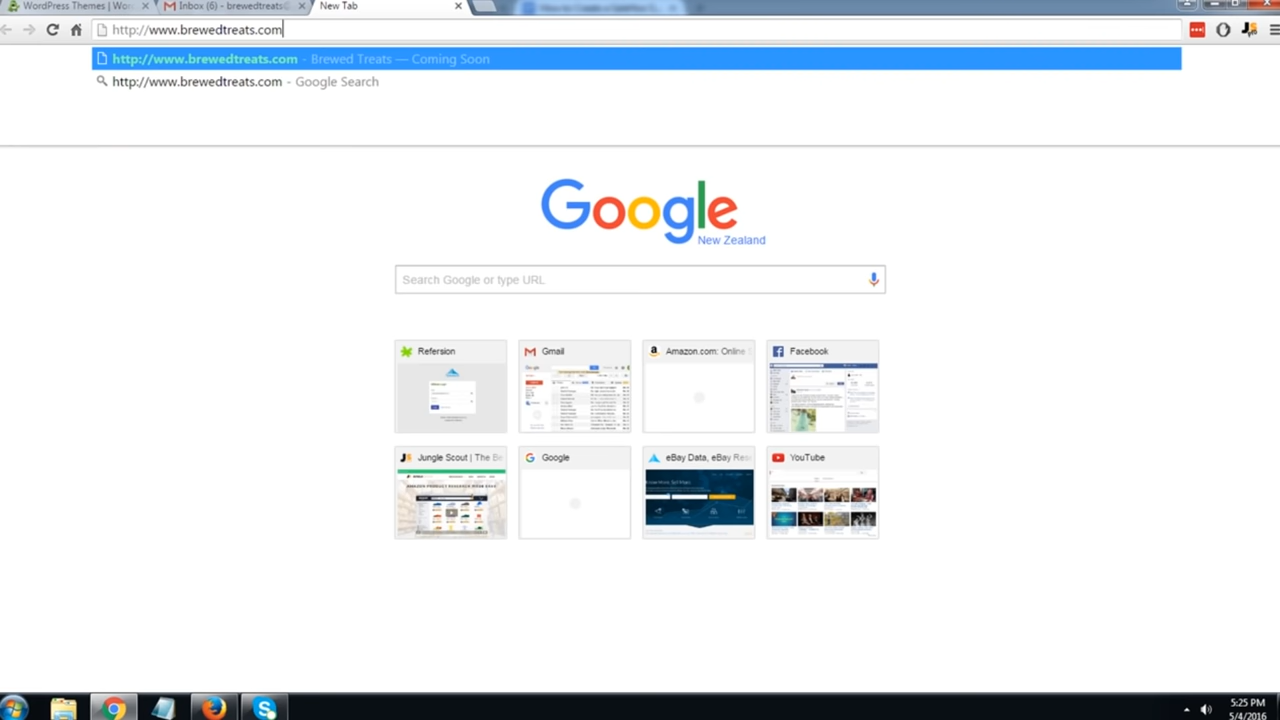 WordPress Themes | Wor
Inbox (6) - brewedtreats@
New Tab
http://www.brewedtreats.com
http://www.brewedtreats.com - Brewed Treats — Coming Soon
http://www.brewedtreats.com - Google Search
Google
New Zealand
Search Google or type URL
Refersion
Gmail
Amazon.com: Online
Facebook
Jungle Scout | The Be
Google
eBay Data, eBay Res
YouTube
5:25 PM
5/4/2016